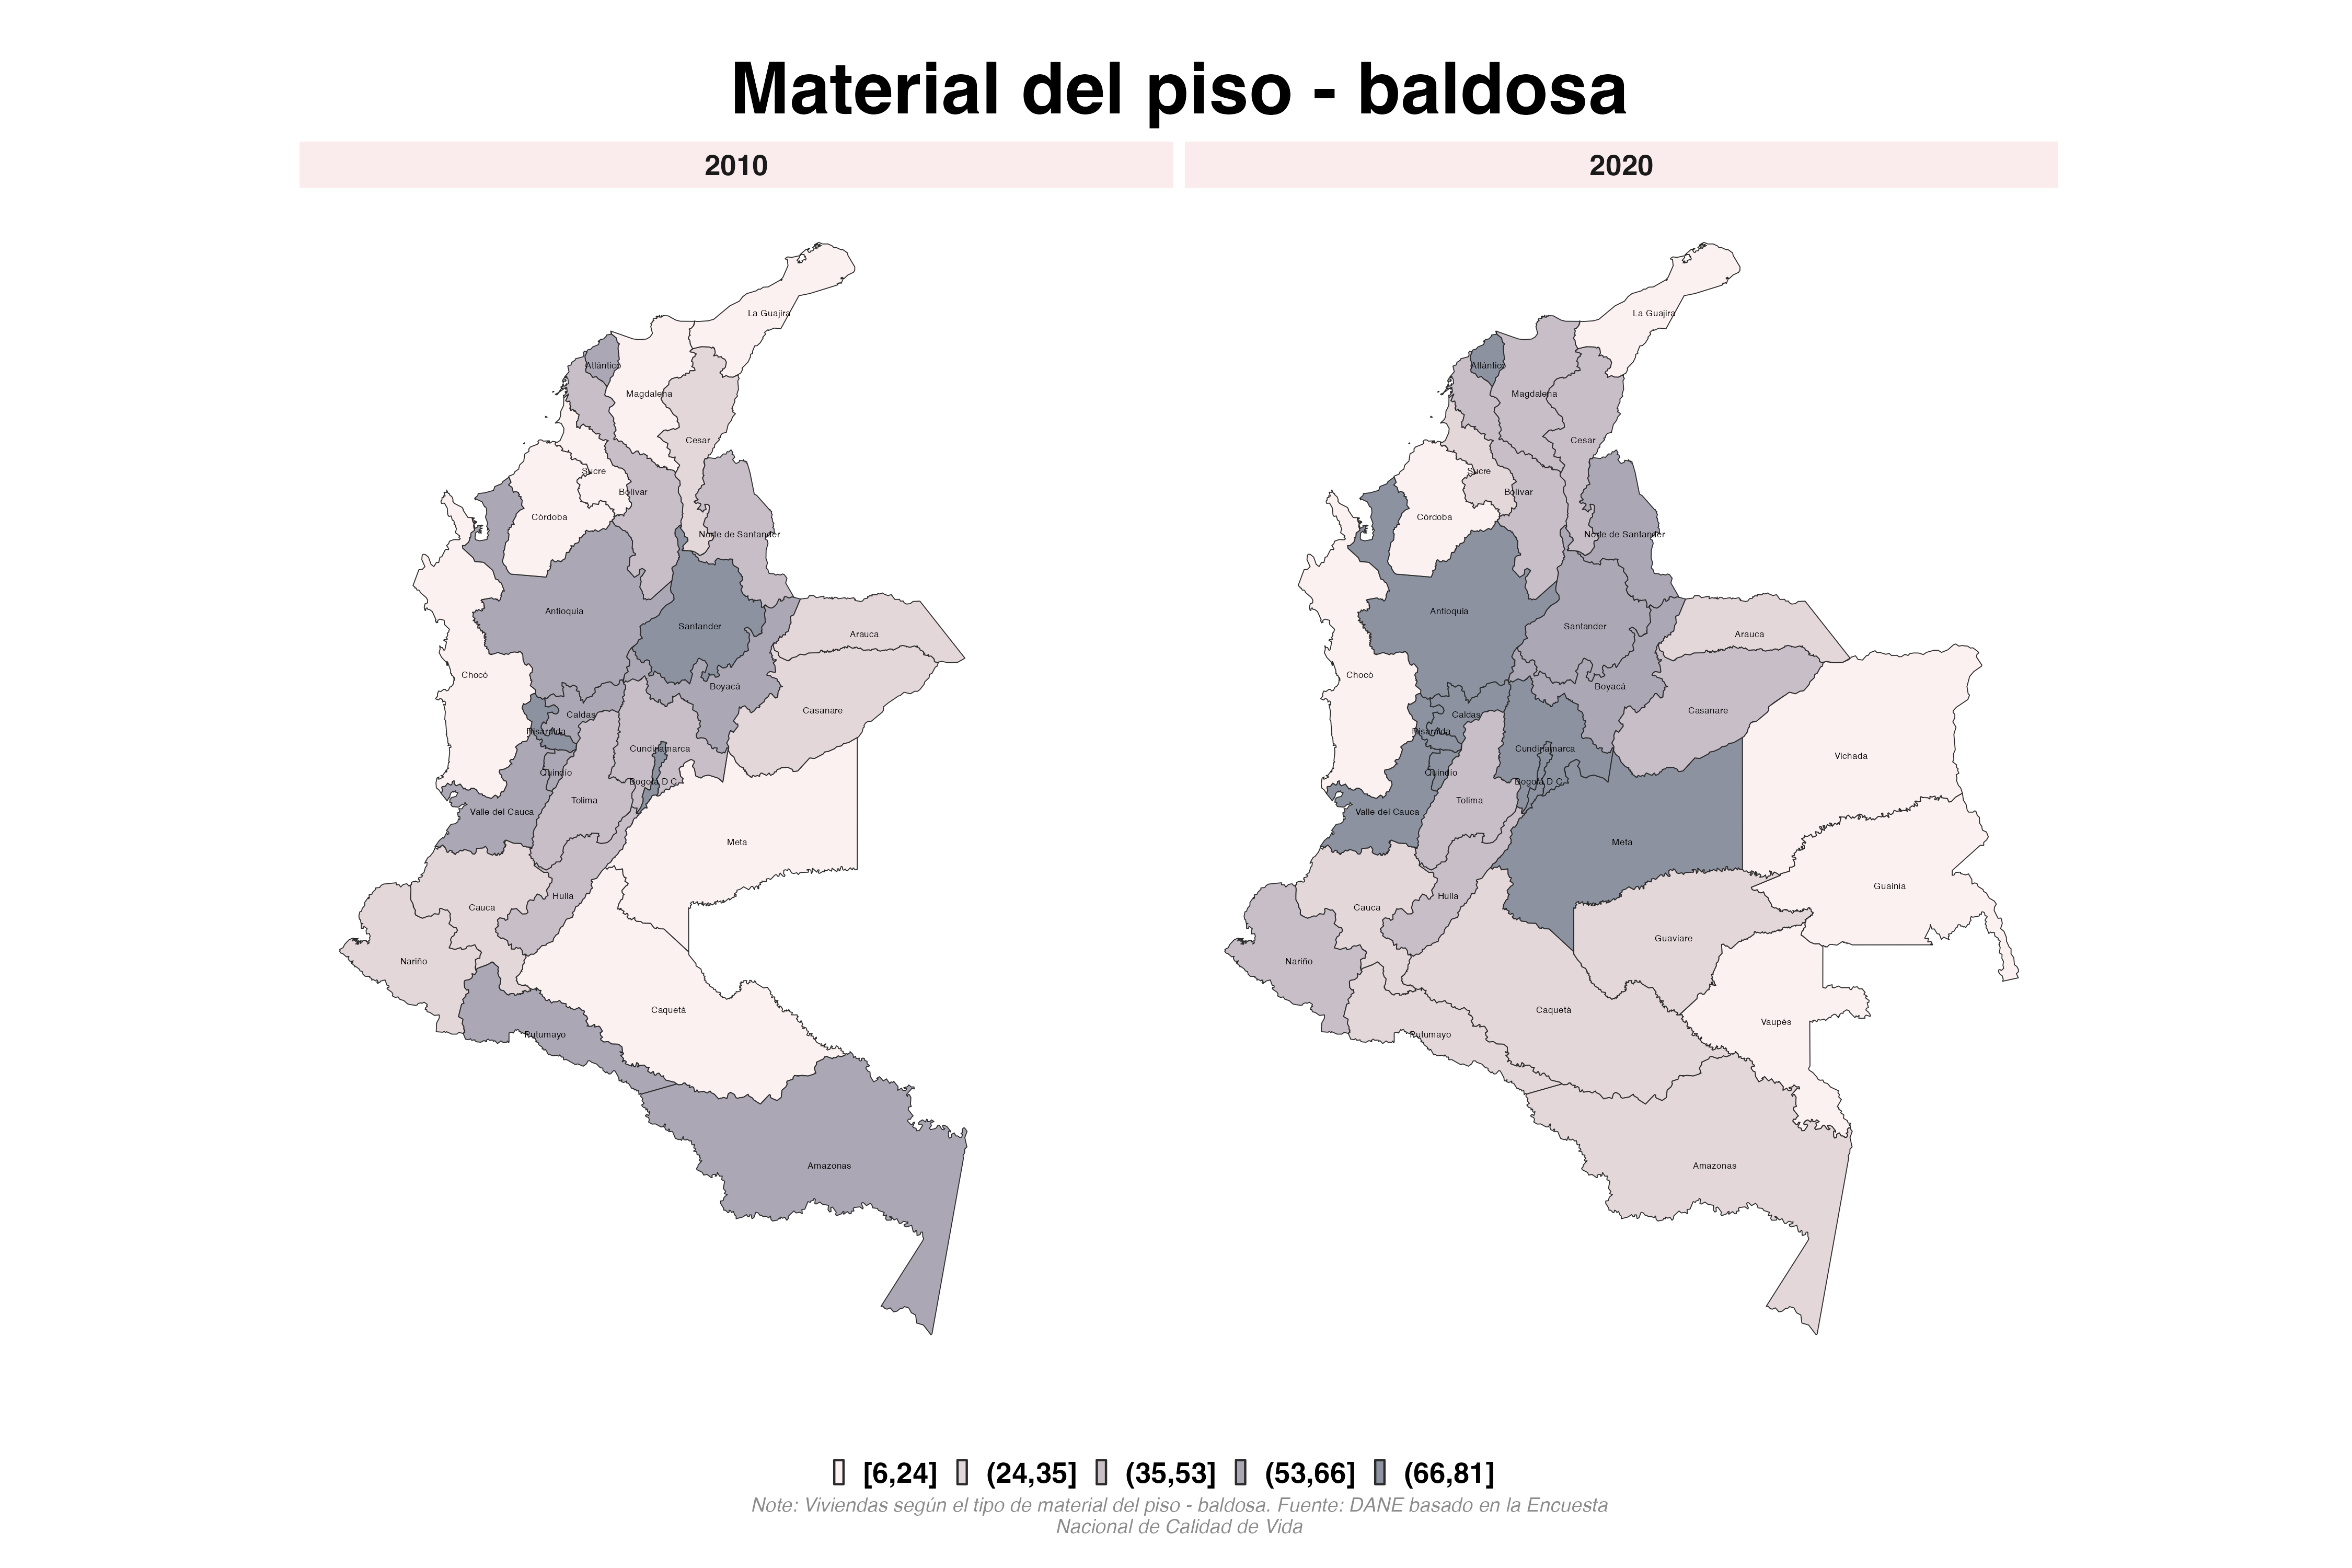 Material del piso - baldosa
2010
2020
La Guajira
Atlántico
Magdalena
Cesar
Sucre
Bolívar
Córdoba
Norte de Santander
Antioquia
Santander
Arauca
Chocó
Boyacá
Casanare
Caldas
Risaralda
Cundinamarca
Quindío
Bogotá D.C.
Tolima
Valle del Cauca
Meta
Huila
Cauca
Nariño
Caquetá
Putumayo
Amazonas
La Guajira
Atlántico
Magdalena
Cesar
Sucre
Bolívar
Córdoba
Norte de Santander
Antioquia
Santander
Arauca
Chocó
Boyacá
Casanare
Caldas
Risaralda
Cundinamarca
Vichada
Quindío
Bogotá D.C.
Tolima
Valle del Cauca
Meta
Guainía
Huila
Cauca
Guaviare
Nariño
Caquetá
Vaupés
Putumayo
Amazonas
[6,24] (24,35] (35,53] (53,66] (66,81]
Note: Viviendas según el tipo de material del piso - baldosa. Fuente: DANE basado en la Encuesta
Nacional de Calidad de Vida